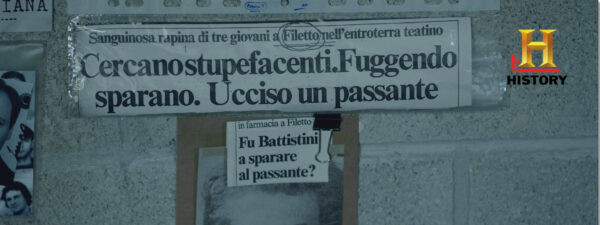 IANA
Sanguinosa rapina di tre giovani a Filetto nell'entroterra teatino
Cercano stupefacenti. Fuggendo
sparano. Ucciso un passante
H
HISTORY
in farmacia a Filetto
Fu Battistini
a sparare
al passante?